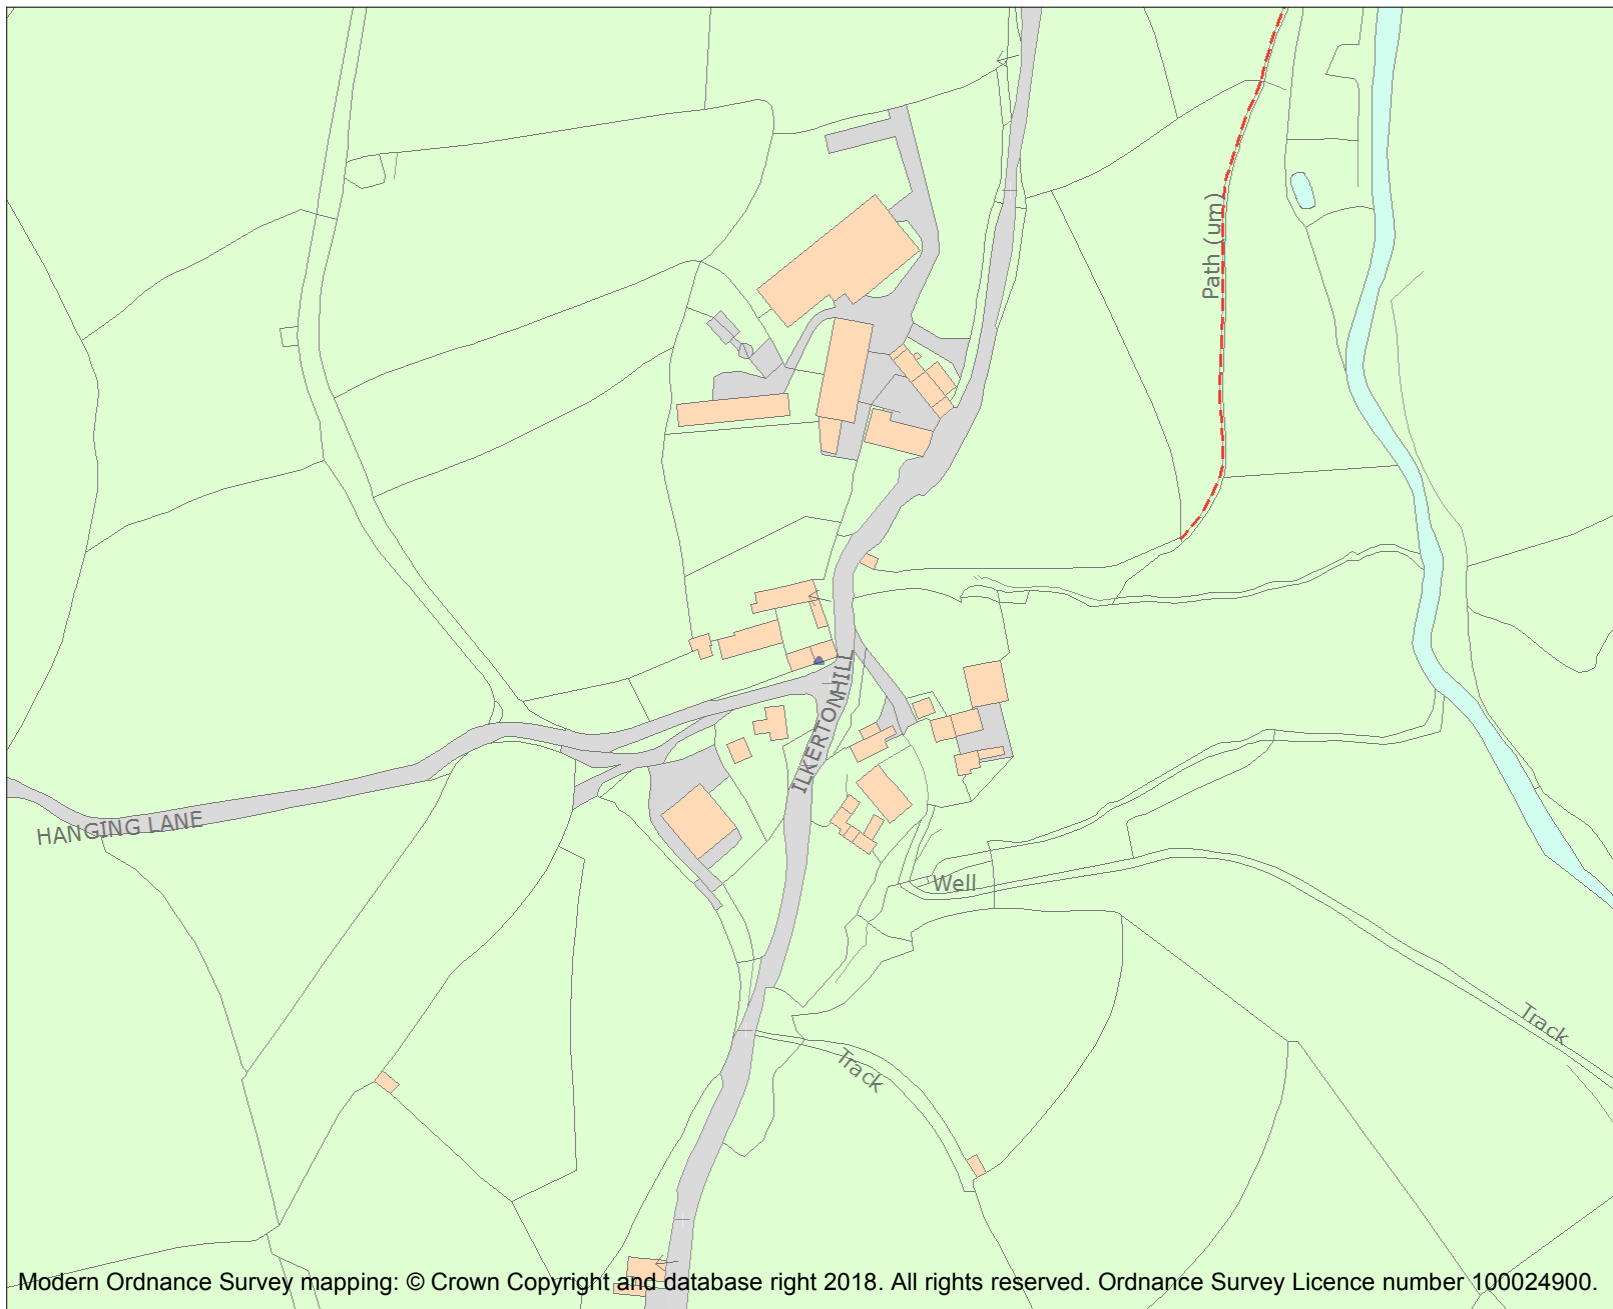 Path (um)
ILKERTON HILL
HANGING LANE
Well
Track
Track
Modern Ordnance Survey mapping: © Crown Copyright and database right 2018. All rights reserved. Ordnance Survey Licence number 100024900.